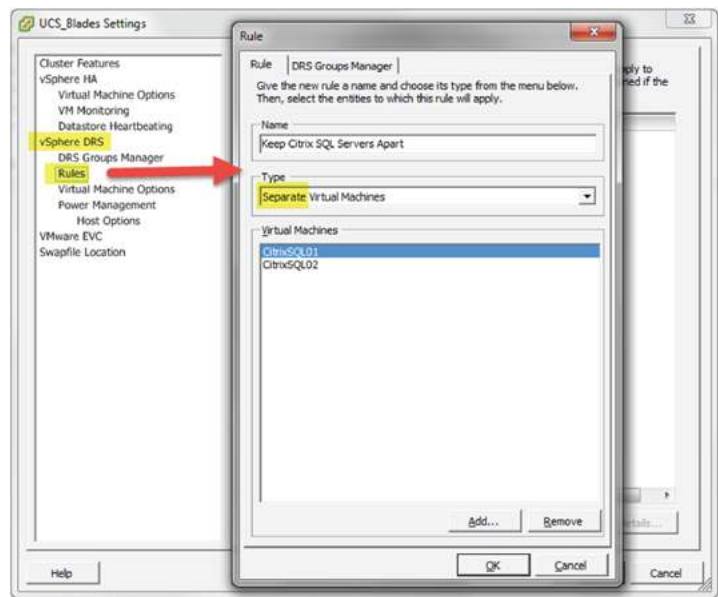 UCS_Blades Settings
Cluster Features
vSphere HA
Virtual Machine Options
VM Monitoring
Datastore Heartbeating
vSphere DRS
DRS Groups Manager
Rules
Virtual Machine Options
Power Management
Host Options
VMware EVC
Swapfile Location
Help
Rule
Rule
DRS Groups Manager
Give the new rule a name and choose its type from the menu below.
Then, select the entities to which this rule will apply.
Name
Keep Citrix SQL Servers Apart
Type
Separate Virtual Machines
Virtual Machines
CitrixSQL01
CitrixSQL02
Add...
Remove
OK
Cancel
to
if the
Cancel